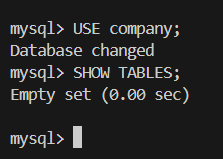 mysql> USE company;
Database changed
mysql> SHOW TABLES;
Empty set (0.00 sec)
mysql>